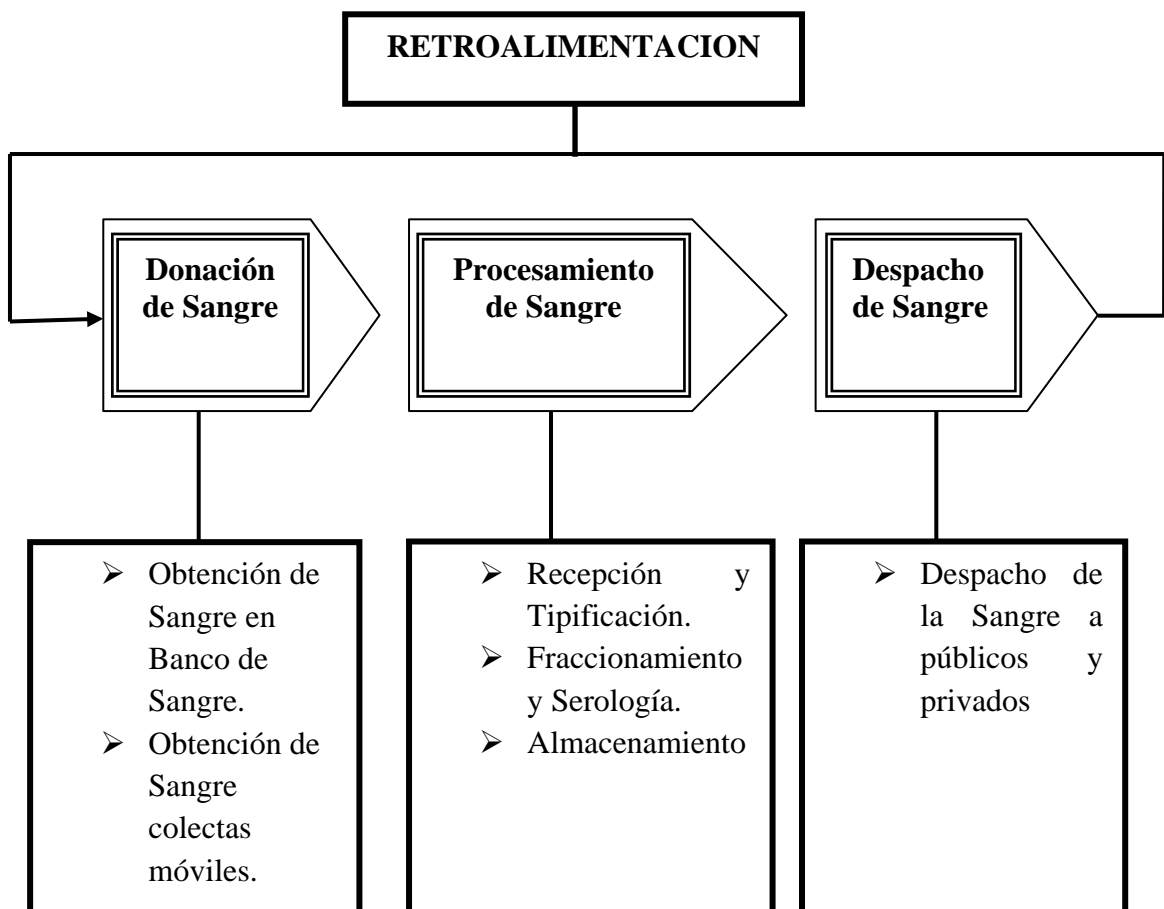 RETROALIMENTACION
Donación
de Sangre
Procesamiento
de Sangre
Despacho
de Sangre
➢ Obtención de
Sangre en
Banco de
Sangre.
➢ Obtención de
Sangre
colectas
móviles.
➢ Recepción y
Tipificación.
➢ Fraccionamiento
y Serología.
➢ Almacenamiento
➢ Despacho de
la Sangre a
públicos y
privados